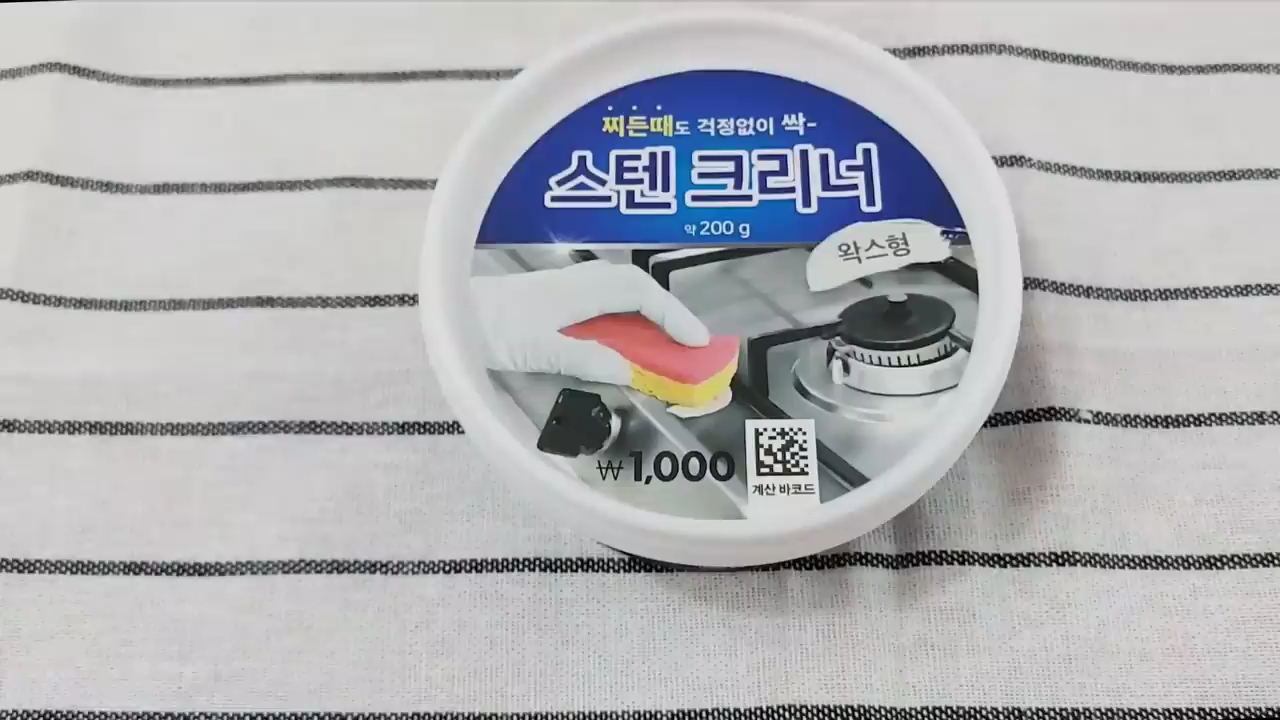 찌든때도 걱정없이 싹-
스텐 크리너
약 200 g
왁스형
₩1,000
계산 바코드